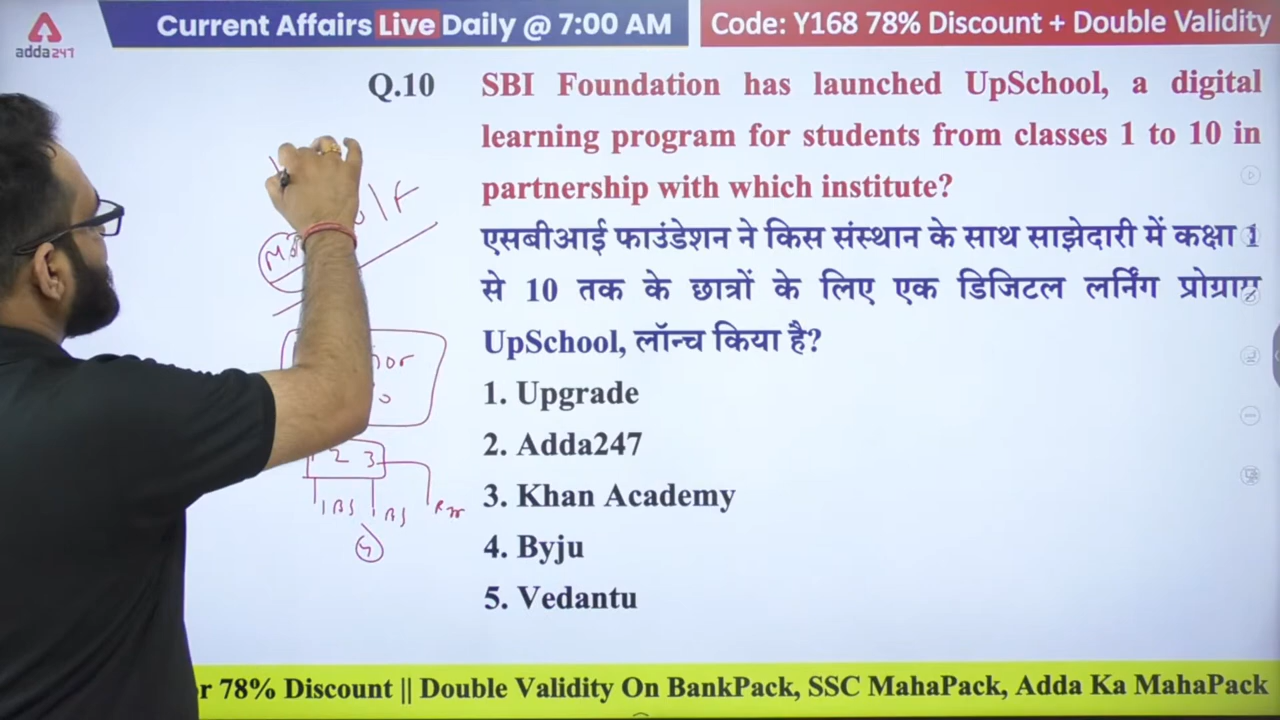 Current Affairs Live Daily @ 7:00 AM
Code: Y168 78% Discount + Double Validity
adda247
Q.10
SBI Foundation has launched UpSchool, a digital
learning program for students from classes 1 to 10 in
partnership with which institute?
एसबीआई फाउंडेशन ने किस संस्थान के साथ साझेदारी में कक्षा 1
से 10 तक के छात्रों के लिए एक डिजिटल लर्निंग प्रोग्राम
UpSchool, लॉन्च किया है?
1. Upgrade
2. Adda247
3. Khan Academy
4. Byju
5. Vedantu
2 3
r 78% Discount || Double Validity On BankPack, SSC MahaPack, Adda Ka MahaPack